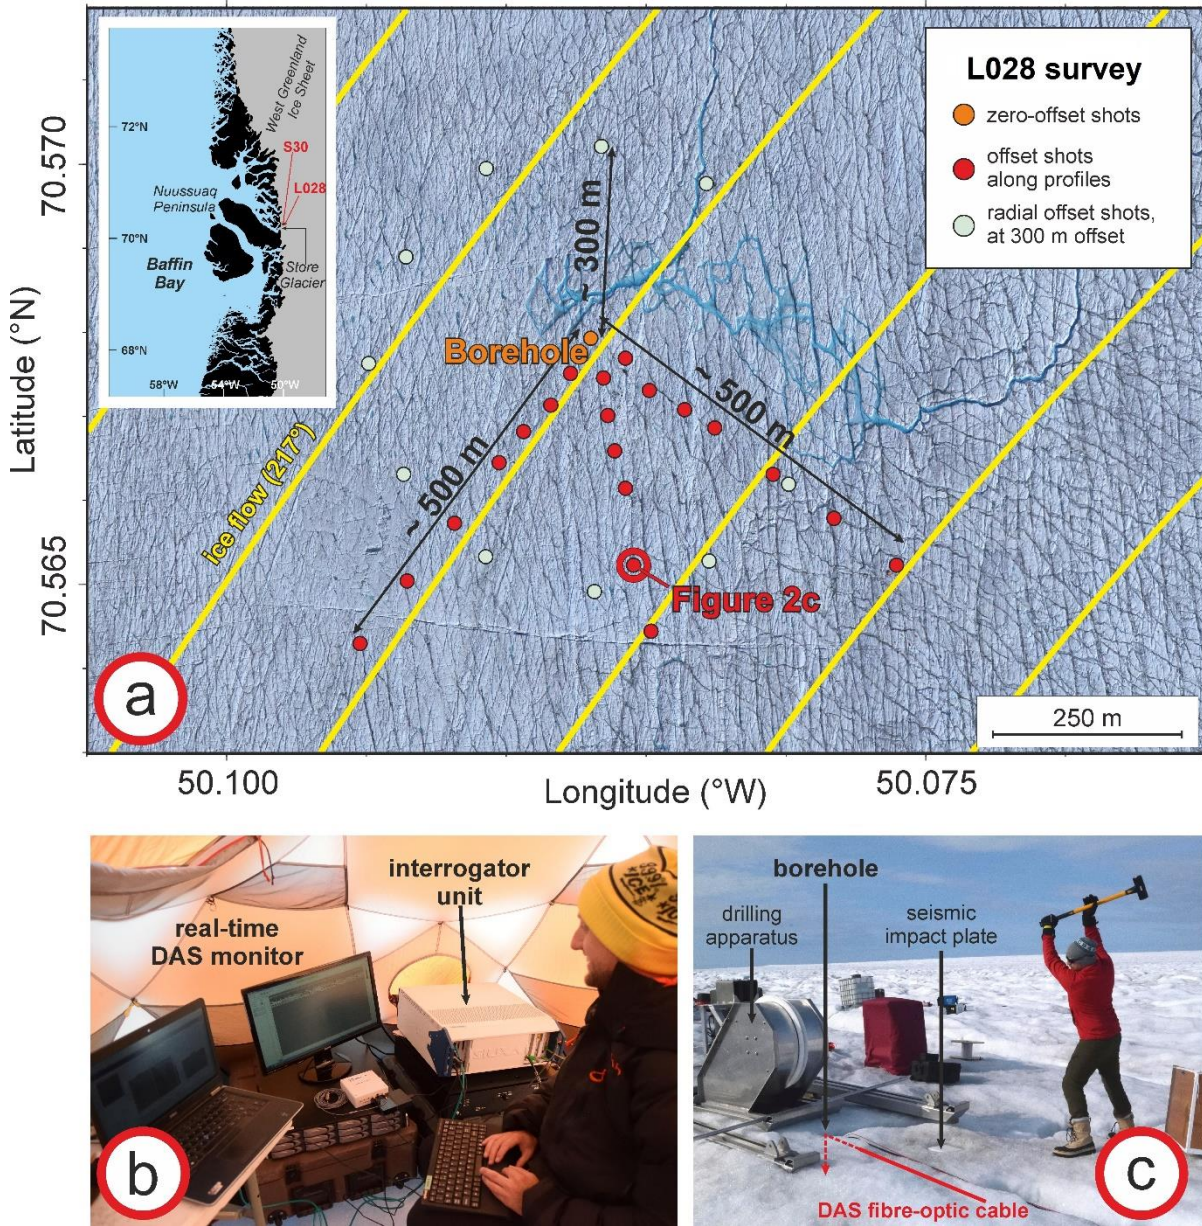 72°N
70°N
68°N
58°W
54°W
50°W
West Greenland
Ice Sheet
S30
L028
Nuussuaq
Peninsula
Baffin
Bay
Store
Glacier
L028 survey
zero-offset shots
offset shots
along profiles
radial offset shots,
at 300 m offset
~ 300 m
Borehole
~ 500 m
~ 500 m
ice flow (217°)
Figure 2c
250 m
a
70.570
70.565
Latitude (°N)
50.100
50.075
Longitude (°W)
real-time
DAS monitor
interrogator
unit
b
borehole
drilling
apparatus
seismic
impact plate
DAS fibre-optic cable
c